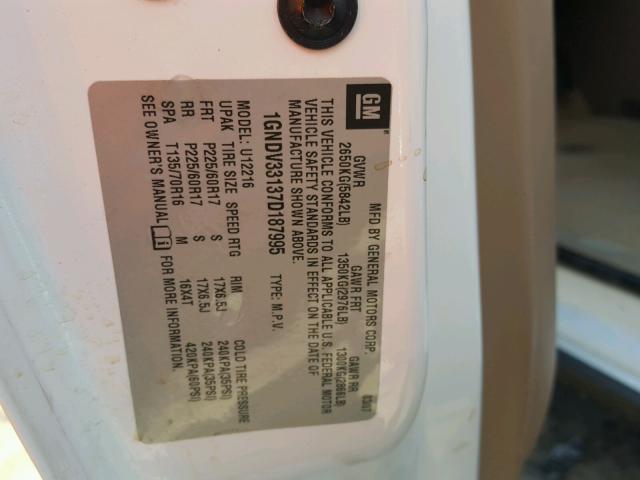 GM
MFD BY GENERAL MOTORS CORP. 03/07
GVWR GAWR FRT GAWR RR
2650KG(5842LB) 1350KG(2976LB) 1300KG(2866LB)
THIS VEHICLE CONFORMS TO ALL APPLICABLE U.S. FEDERAL MOTOR
VEHICLE SAFETY STANDARDS IN EFFECT ON THE DATE OF
MANUFACTURE SHOWN ABOVE.
1GNDV33137D187995 TYPE: M.P.V.
MODEL: U12216
UPAK TIRE SIZE SPEED RTG RIM COLD TIRE PRESSURE
FRT P225/60R17 S 17X6.5J 240KPA(35PSI)
RR P225/60R17 S 17X6.5J 240KPA(35PSI)
SPA T135/70R16 M 16X4T 420KPA(60PSI)
SEE OWNER'S MANUAL i FOR MORE INFORMATION.